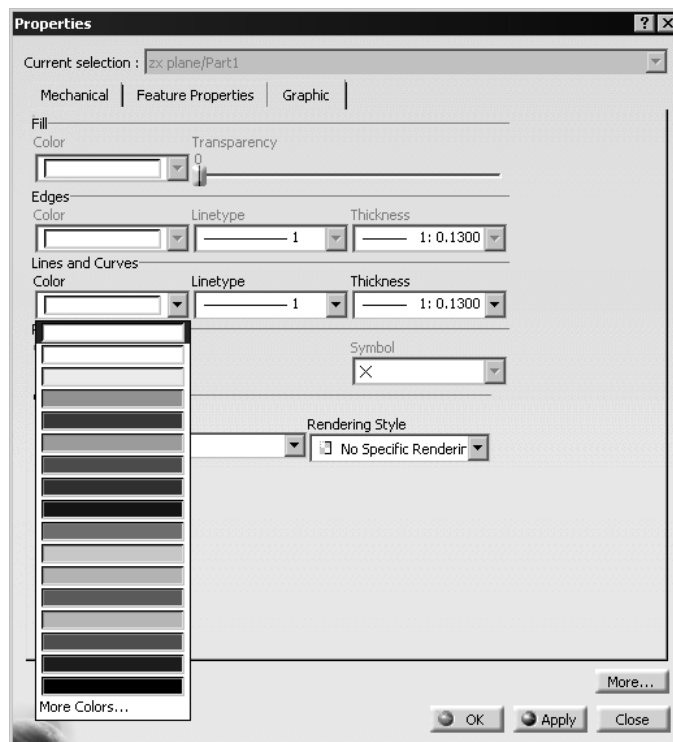 Properties
Current selection : zx plane/Part1
Mechanical Feature Properties Graphic
Fill
Color Transparency
0
Edges
Color Linetype Thickness
1 1: 0.1300
Lines and Curves
Color Linetype Thickness
1 1: 0.1300
Symbol
Rendering Style
No Specific Renderin
More Colors...
More...
OK Apply Close